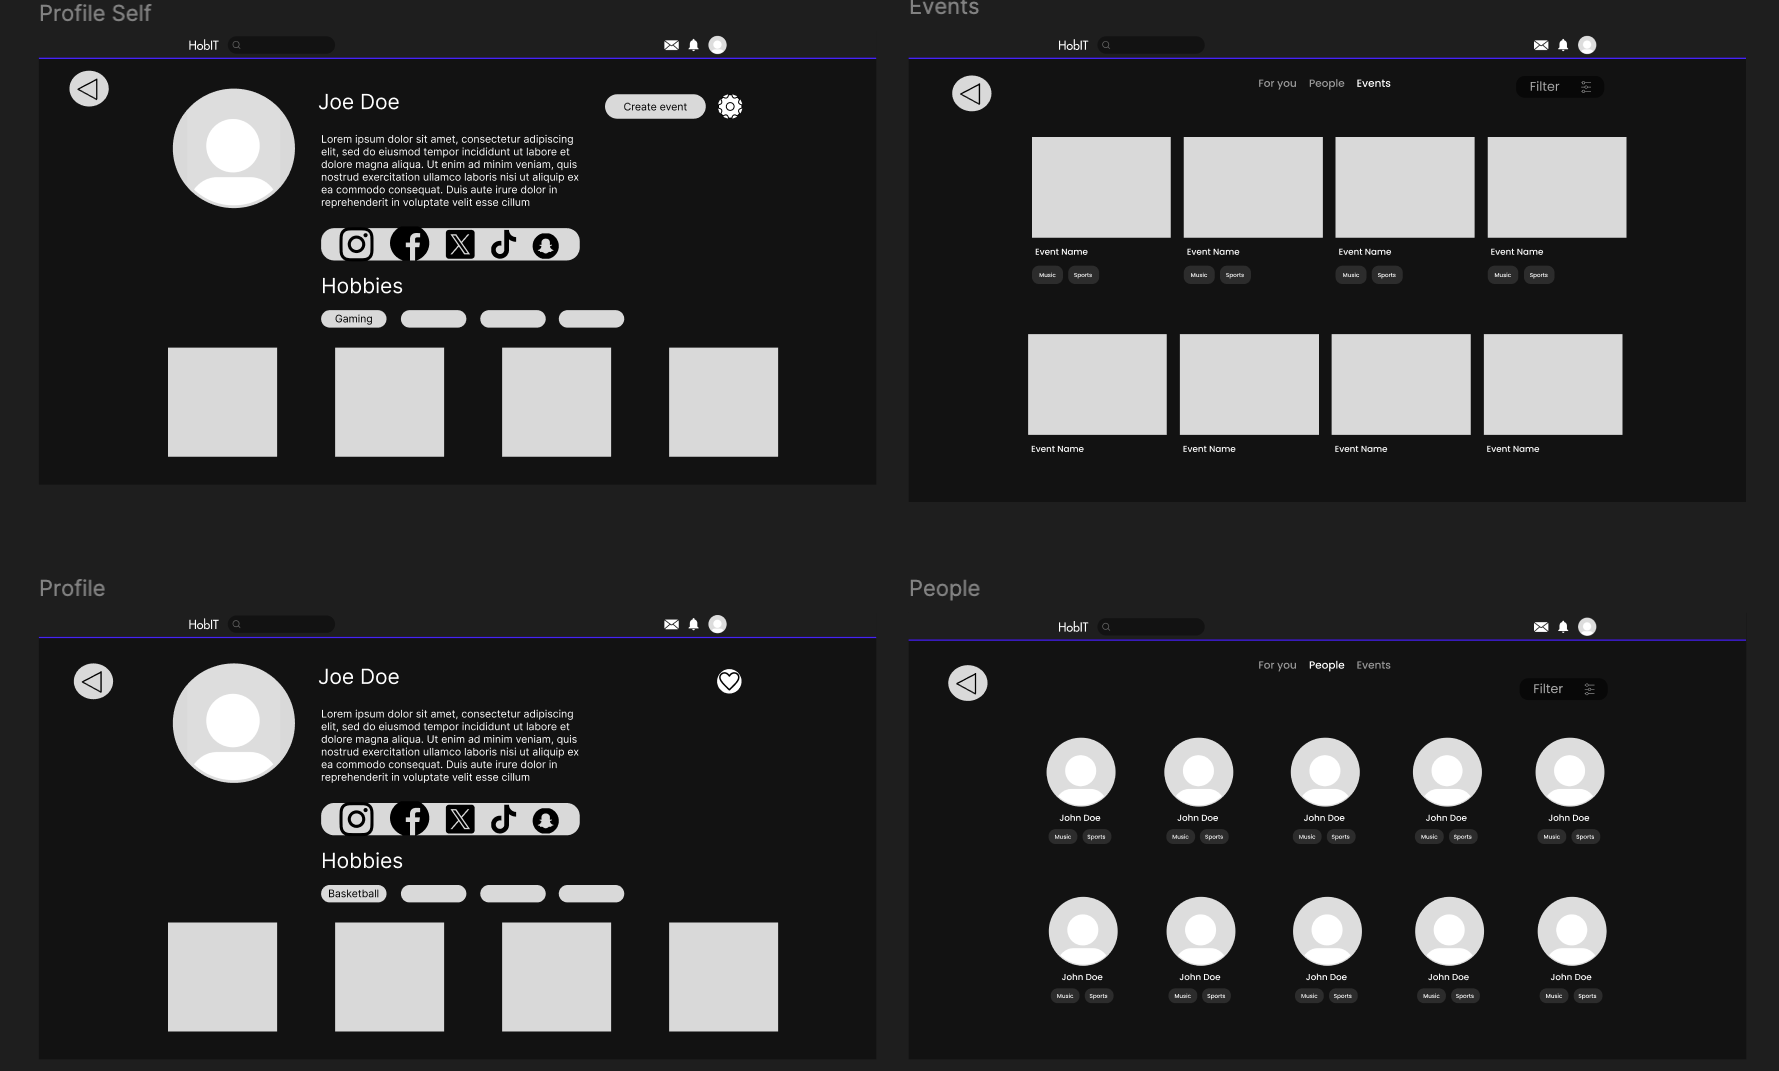 Profile Self
HobIT
Joe Doe
Create event
Lorem ipsum dolor sit amet, consectetur adipiscing
elit, sed do eiusmod tempor incididunt ut labore et
dolore magna aliqua. Ut enim ad minim veniam, quis
nostrud exercitation ullamco laboris nisi ut aliquip ex
ea commodo consequat. Duis aute irure dolor in
reprehenderit in voluptate velit esse cillum
Hobbies
Gaming
Events
HobIT
For you People Events
Filter
Event Name Event Name Event Name Event Name
Music Sports Music Sports Music Sports Music Sports
Event Name Event Name Event Name Event Name
Profile
HobIT
Joe Doe
Lorem ipsum dolor sit amet, consectetur adipiscing
elit, sed do eiusmod tempor incididunt ut labore et
dolore magna aliqua. Ut enim ad minim veniam, quis
nostrud exercitation ullamco laboris nisi ut aliquip ex
ea commodo consequat. Duis aute irure dolor in
reprehenderit in voluptate velit esse cillum
Hobbies
Basketball
People
HobIT
For you People Events
Filter
John Doe John Doe John Doe John Doe John Doe
Music Sports Music Sports Music Sports Music Sports Music Sports
John Doe John Doe John Doe John Doe John Doe
Music Sports Music Sports Music Sports Music Sports Music Sports